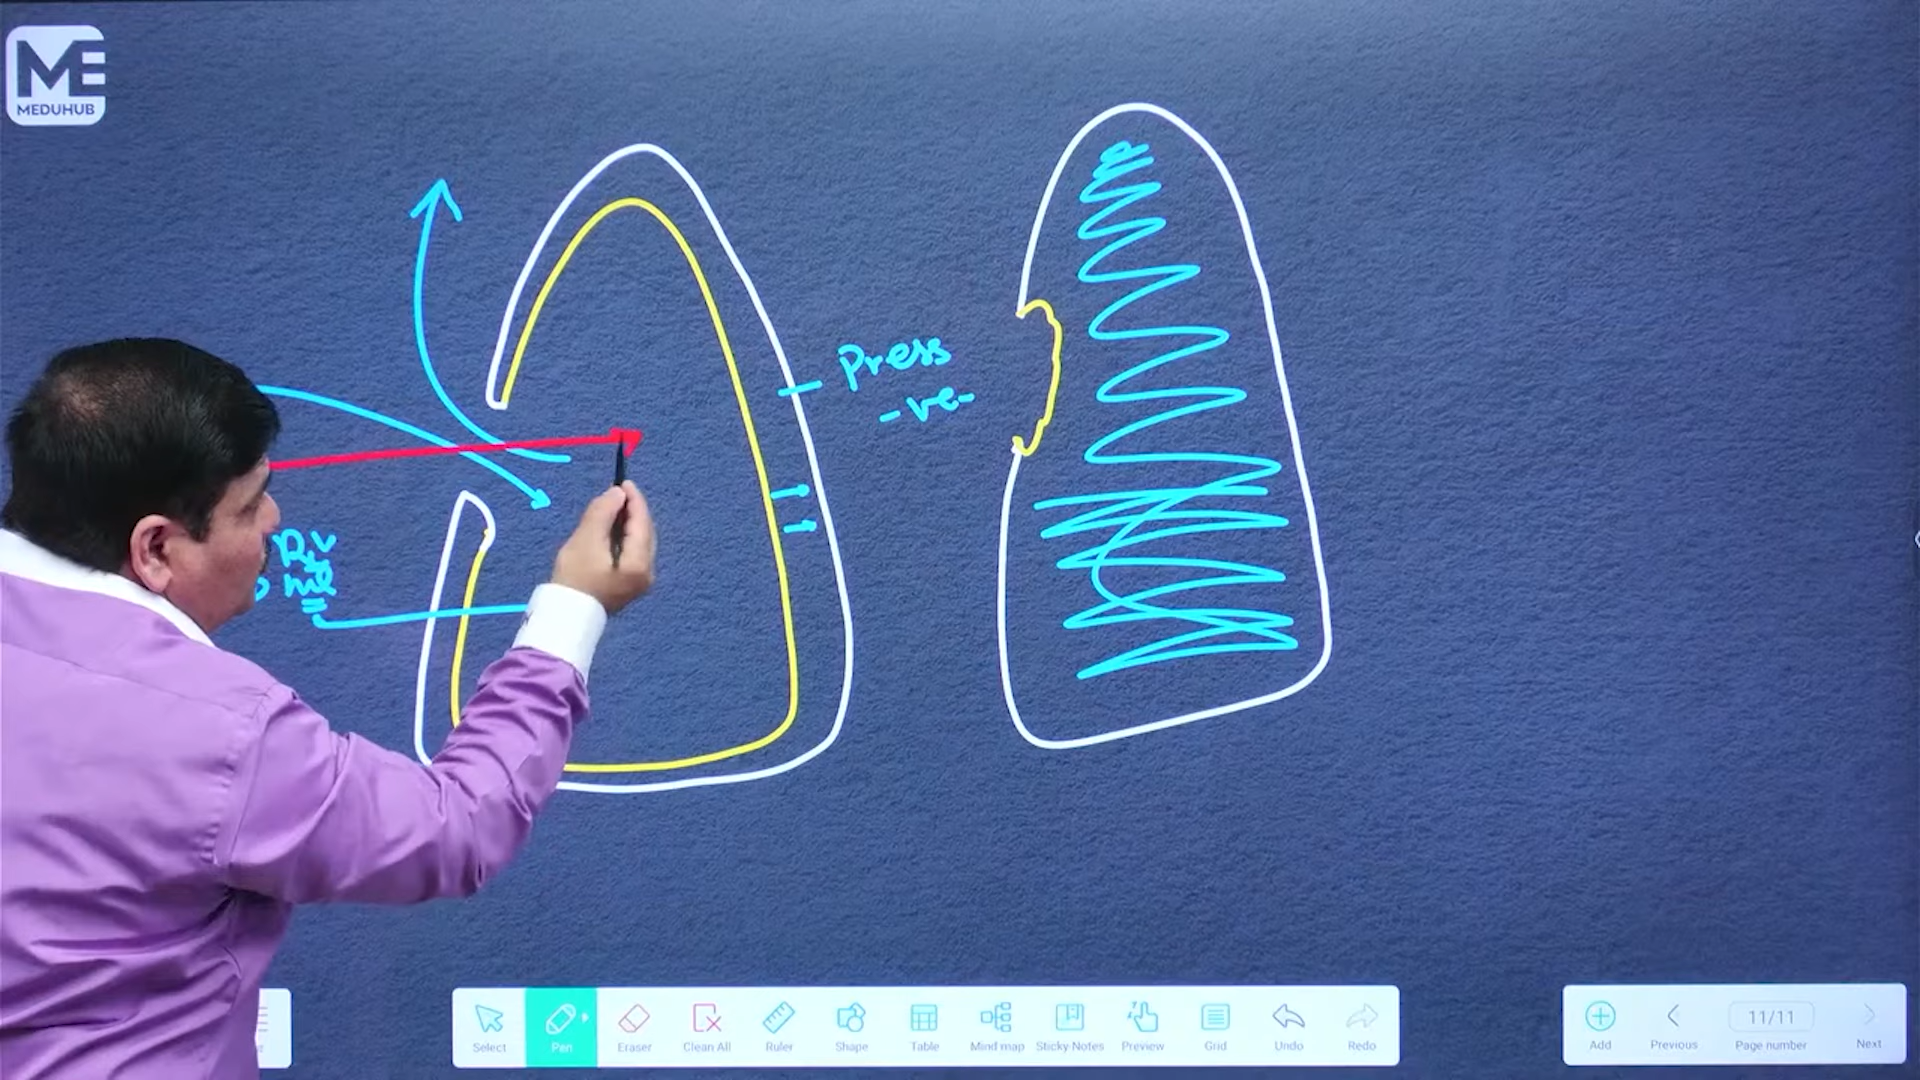 ME
MEDUHUB
Press
-ve-
Select
Pen
Eraser
Clean All
Ruler
Shape
Table
Mind map
Sticky Notes
Preview
Grid
Undo
Redo
Add
Previous
11/11
Page number
Next